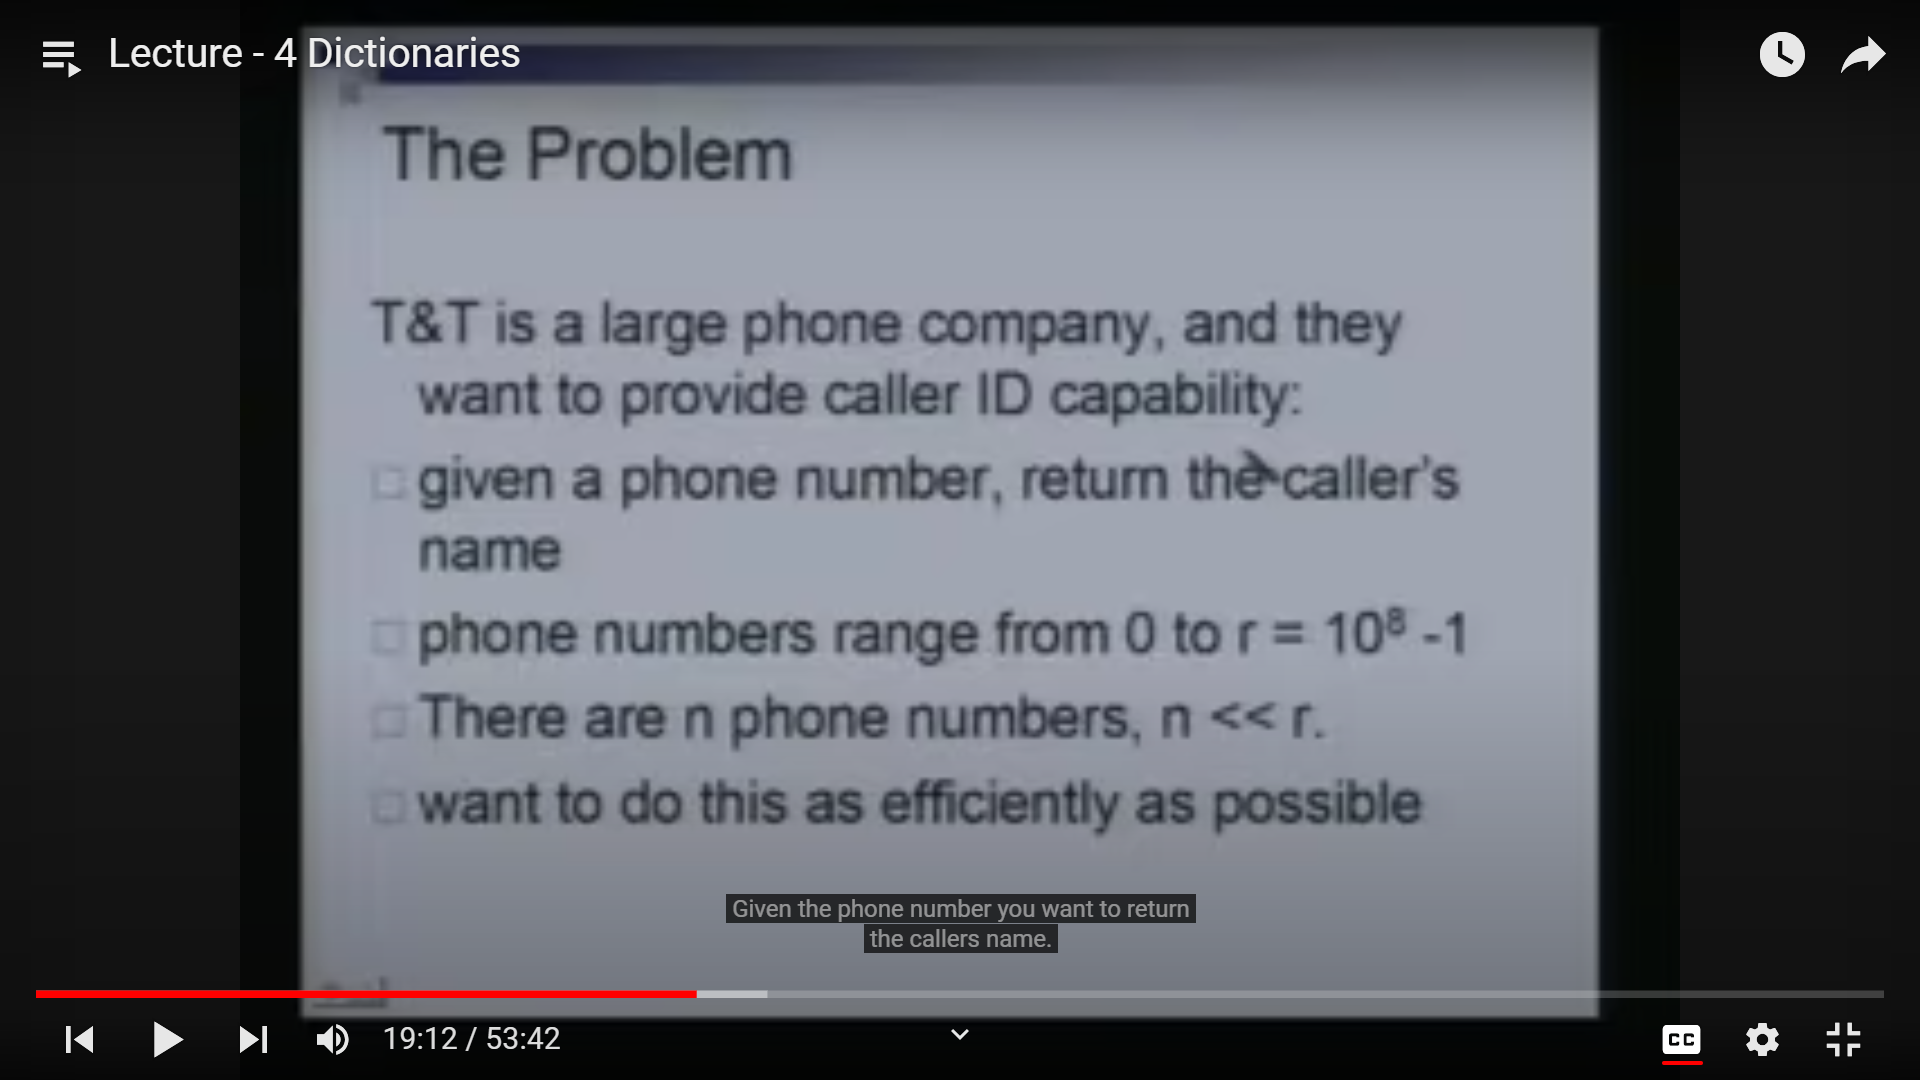 Lecture - 4 Dictionaries
The Problem
T&T is a large phone company, and they
want to provide caller ID capability:
given a phone number, return the caller's
name
phone numbers range from 0 to r = 10⁸ -1
There are n phone numbers, n << r.
want to do this as efficiently as possible
Given the phone number you want to return
the callers name.
19:12 / 53:42
CC